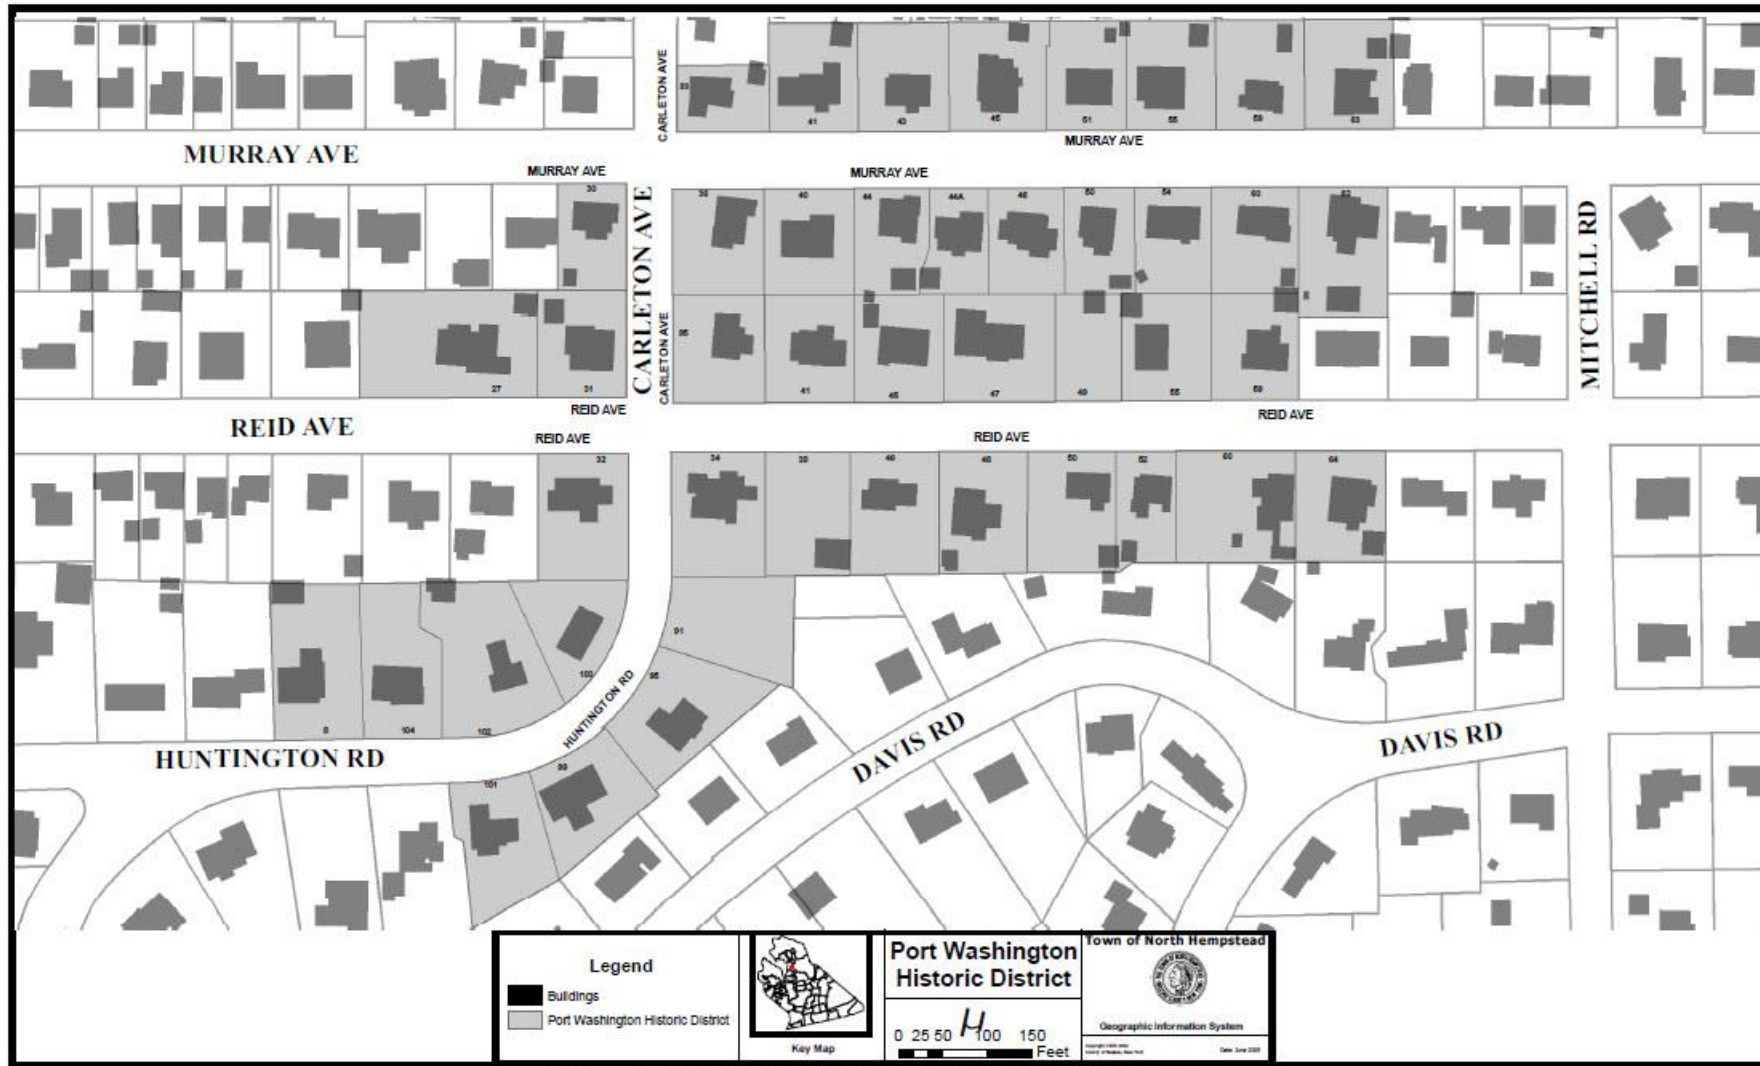 CARLETON AVE
41 43 45 51 55 59 63
MURRAY AVE
MURRAY AVE
MURRAY AVE
MURRAY AVE
30
40 44 44A 46 50 54 60 62
CARLETON AVE
MITCHELL RD
CARLETON AVE
27 31
41 45 47 49 55 59
REID AVE
REID AVE
REID AVE
REID AVE
REID AVE
32 34 38 46 48 50 52 60 64
91
95
100
HUNTINGTON RD
0 104 102
HUNTINGTON RD
DAVIS RD
DAVIS RD
99
101
Legend
Buildings
Port Washington Historic District
Key Map
Port Washington
Historic District
0 25 50 100 150
Feet
Town of North Hempstead
Geographic Information System